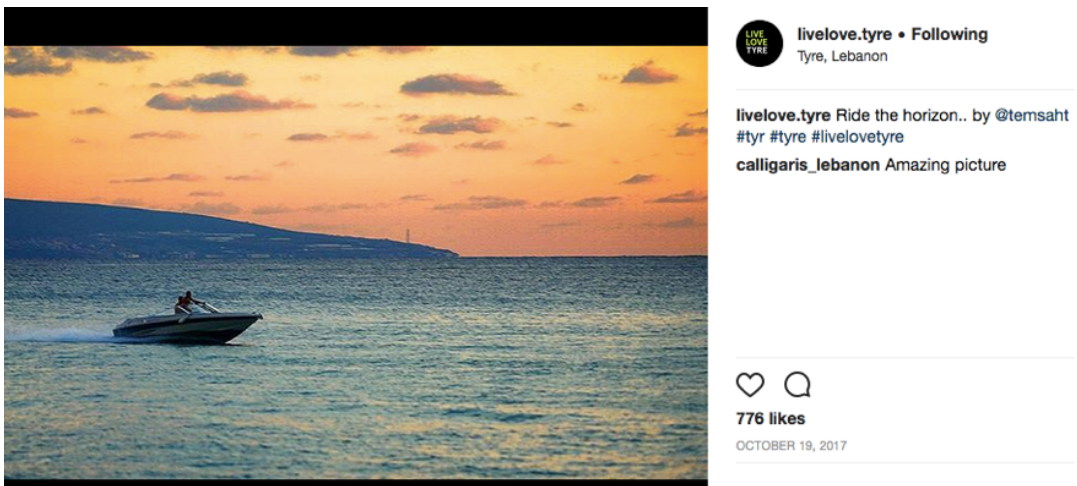 LIVE
LOVE
TYRE
livelove.tyre • Following
Tyre, Lebanon
livelove.tyre Ride the horizon.. by @temsaht
#tyr #tyre #livelovetyre
calligaris_lebanon Amazing picture
776 likes
OCTOBER 19, 2017